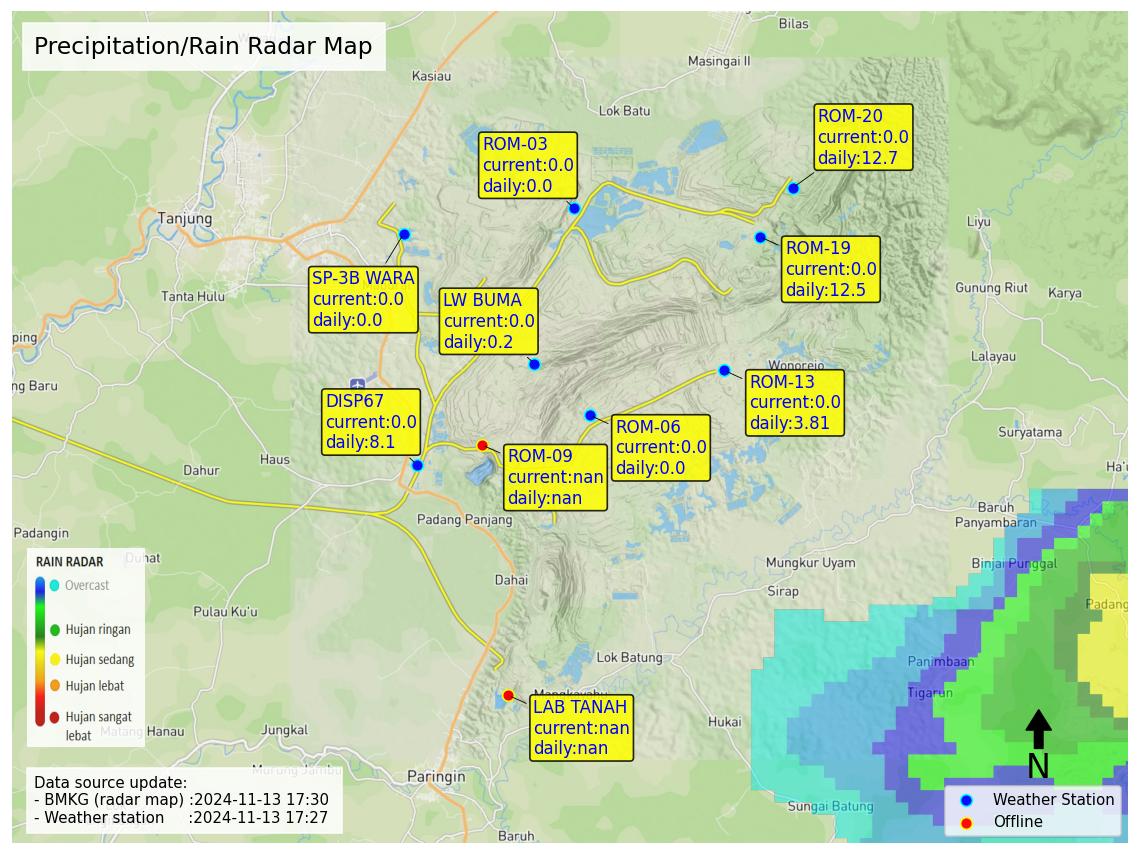 Precipitation/Rain Radar Map
Bilas
Masingai II
Kasiau
Lok Batu
ROM-20
current:0.0
daily:12.7
ROM-03
current:0.0
daily:0.0
Tanjung
Liyu
ROM-19
current:0.0
daily:12.5
SP-3B WARA
current:0.0
daily:0.0
Tanta Hulu
LW BUMA
current:0.0
daily:0.2
Gunung Riut
Karya
ping
Lalayau
Wonorejo
ng Baru
ROM-13
current:0.0
daily:3.81
DISP67
current:0.0
daily:8.1
ROM-06
current:0.0
daily:0.0
Suryatama
ROM-09
current:nan
daily:nan
Haus
Dahur
Ha'u
Baruh
Panyambaran
Padang Panjang
Padangin
Duhat
Mungkur Uyam
Binjai Punggal
Dahai
Sirap
Padang
Pulau Ku'u
RAIN RADAR
Overcast
Hujan ringan
Hujan sedang
Hujan lebat
Hujan sangat
lebat
Lok Batung
Panimbaan
Tigarun
LAB TANAH
current:nan
daily:nan
Hukai
Matang Hanau
Jungkal
Murung Jambu
Paringin
N
Sungai Batung
Baruh
Data source update:
- BMKG (radar map) :2024-11-13 17:30
- Weather station :2024-11-13 17:27
Weather Station
Offline